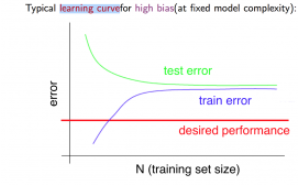 Typical learning curvefor high bias(at fixed model complexity):
test error
error
train error
desired performance
N (training set size)